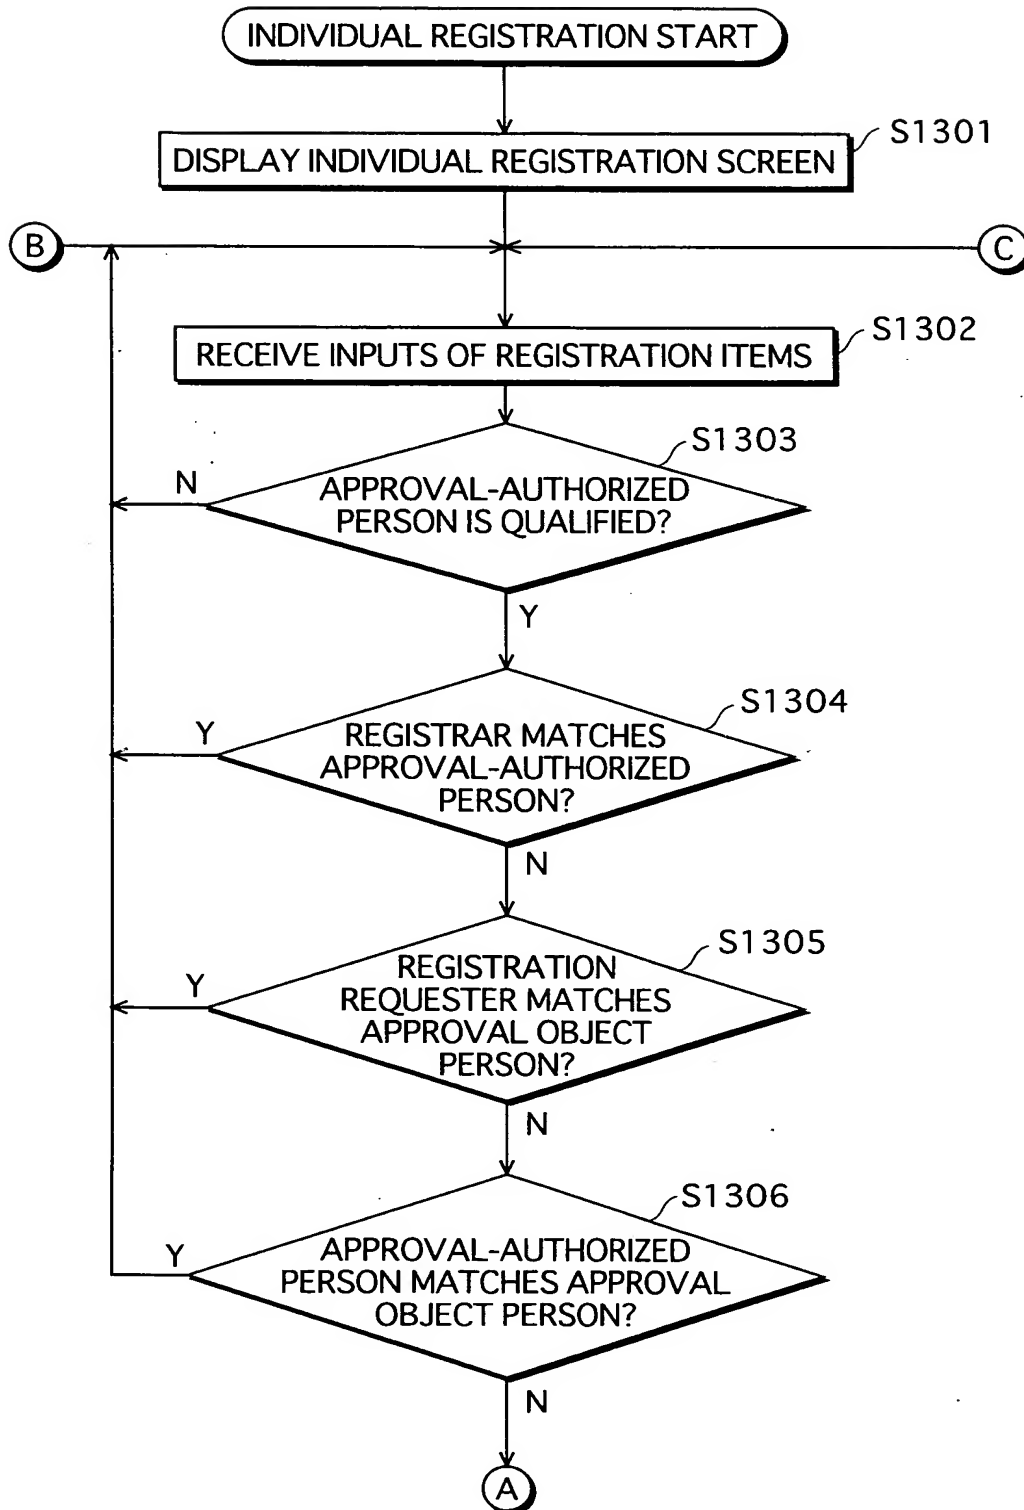 INDIVIDUAL REGISTRATION START
S1301
DISPLAY INDIVIDUAL REGISTRATION SCREEN
B
C
S1302
RECEIVE INPUTS OF REGISTRATION ITEMS
S1303
N
APPROVAL-AUTHORIZED
PERSON IS QUALIFIED?
Y
S1304
Y
REGISTRAR MATCHES
APPROVAL-AUTHORIZED
PERSON?
N
S1305
Y
REGISTRATION
REQUESTER MATCHES
APPROVAL OBJECT
PERSON?
N
S1306
Y
APPROVAL-AUTHORIZED
PERSON MATCHES APPROVAL
OBJECT PERSON?
N
A